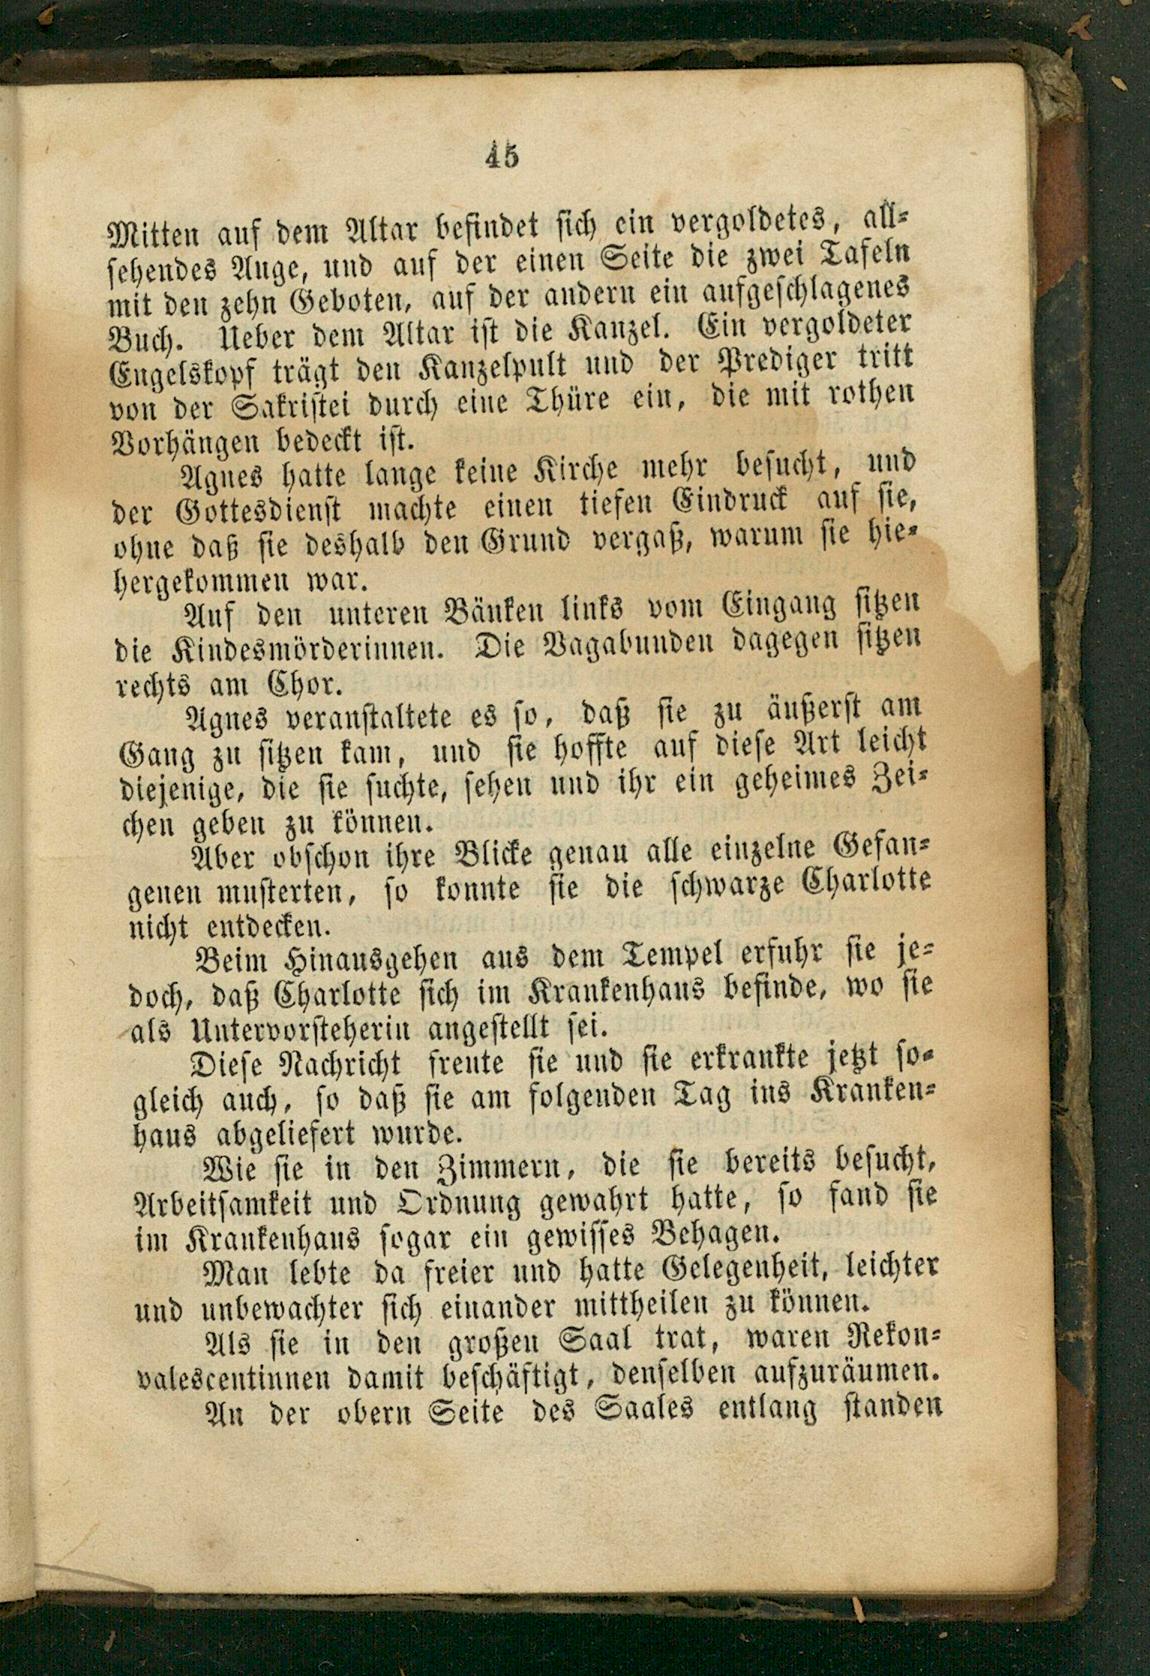 45
Mitten auf dem Altar befindet sich ein vergoldetes, all-
sehendes Auge, und auf der einen Seite die zwei Tafeln
mit den zehn Geboten, auf der andern ein aufgeschlagenes
Buch. Ueber dem Altar ist die Kanzel. Ein vergoldeter
Engelskopf trägt den Kanzelpult und der Prediger tritt
von der Sakristei durch eine Thüre ein, die mit rothen
Vorhängen bedeckt ist.
Agnes hatte lange keine Kirche mehr besucht, und
der Gottesdienst machte einen tiefen Eindruck auf sie,
ohne daß sie deshalb den Grund vergaß, warum sie hie-
hergekommen war.
Auf den unteren Bänken links vom Eingang sitzen
die Kindesmörderinnen. Die Vagabunden dagegen sitzen
rechts am Chor.
Agnes veranstaltete es so, daß sie zu äußerst am
Gang zu sitzen kam, und sie hoffte auf diese Art leicht
diejenige, die sie suchte, sehen und ihr ein geheimes Zei-
chen geben zu können.
Aber obschon ihre Blicke genau alle einzelne Gefan-
genen musterten, so konnte sie die schwarze Charlotte
nicht entdecken.
Beim Hinausgehen aus dem Tempel erfuhr sie je-
doch, daß Charlotte sich im Krankenhaus befinde, wo sie
als Untervorsteherin angestellt sei.
Diese Nachricht freute sie und sie erkrankte jetzt so-
gleich auch, so daß sie am folgenden Tag ins Kranken-
haus abgeliefert wurde.
Wie sie in den Zimmern, die sie bereits besucht,
Arbeitsamkeit und Ordnung gewahrt hatte, so fand sie
im Krankenhaus sogar ein gewisses Behagen.
Man lebte da freier und hatte Gelegenheit, leichter
und unbewachter sich einander mittheilen zu können.
Als sie in den großen Saal trat, waren Rekon-
valescentinnen damit beschäftigt, denselben aufzuräumen.
An der obern Seite des Saales entlang standen